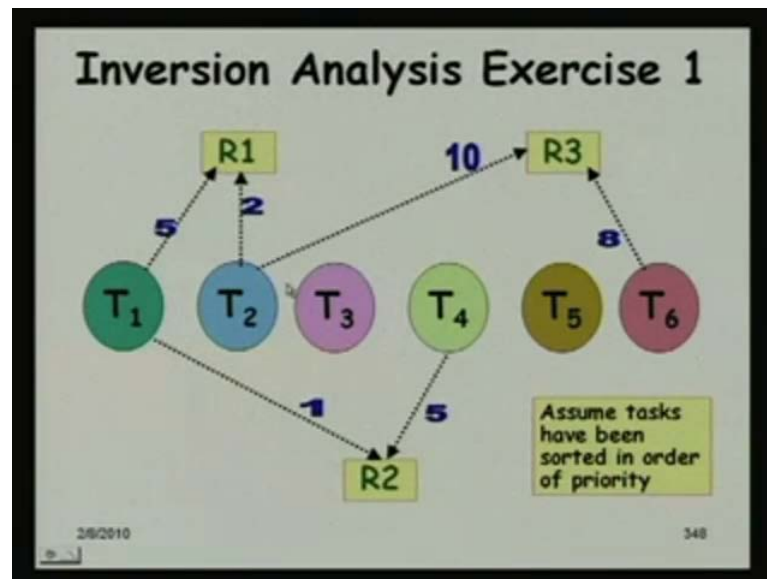 Inversion Analysis Exercise 1
R1
10
R3
5
2
8
T1
T2
T3
T4
T5
T6
1
5
R2
Assume tasks
have been
sorted in order
of priority
2/8/2010
348